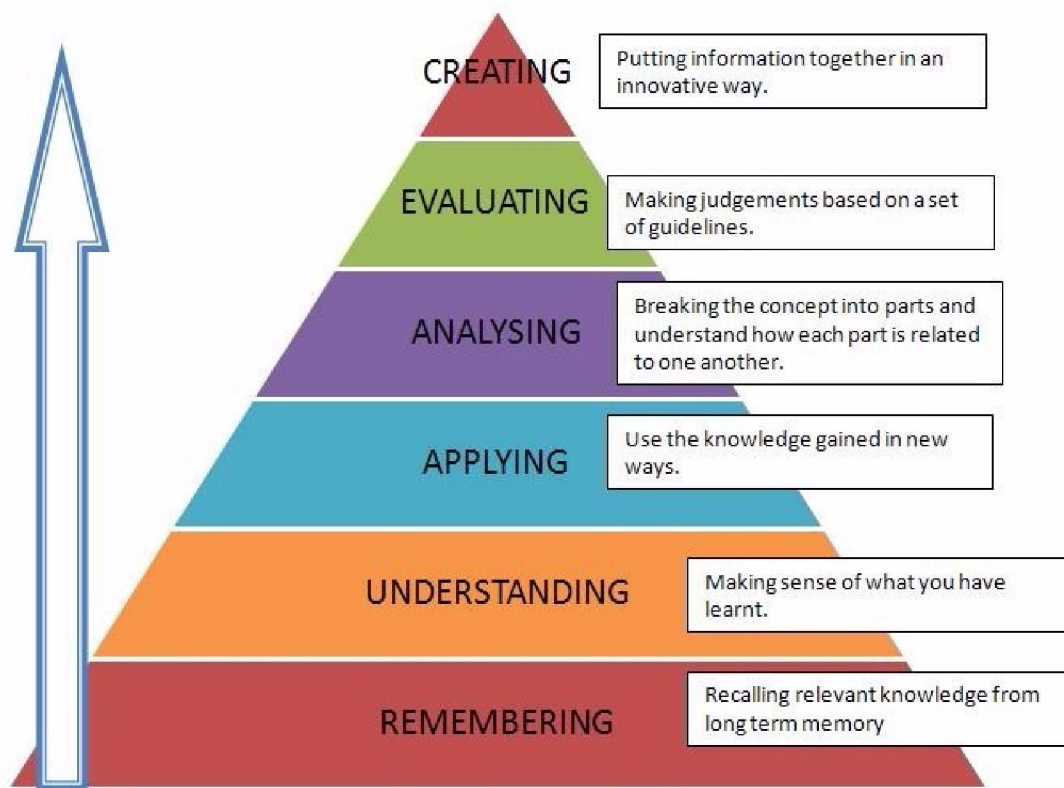 CREATING
Putting information together in an
innovative way.
EVALUATING
Making judgements based on a set
of guidelines.
ANALYSING
Breaking the concept into parts and
understand how each part is related
to one another.
APPLYING
Use the knowledge gained in new
ways.
UNDERSTANDING
Making sense of what you have
learnt.
REMEMBERING
Recalling relevant knowledge from
long term memory